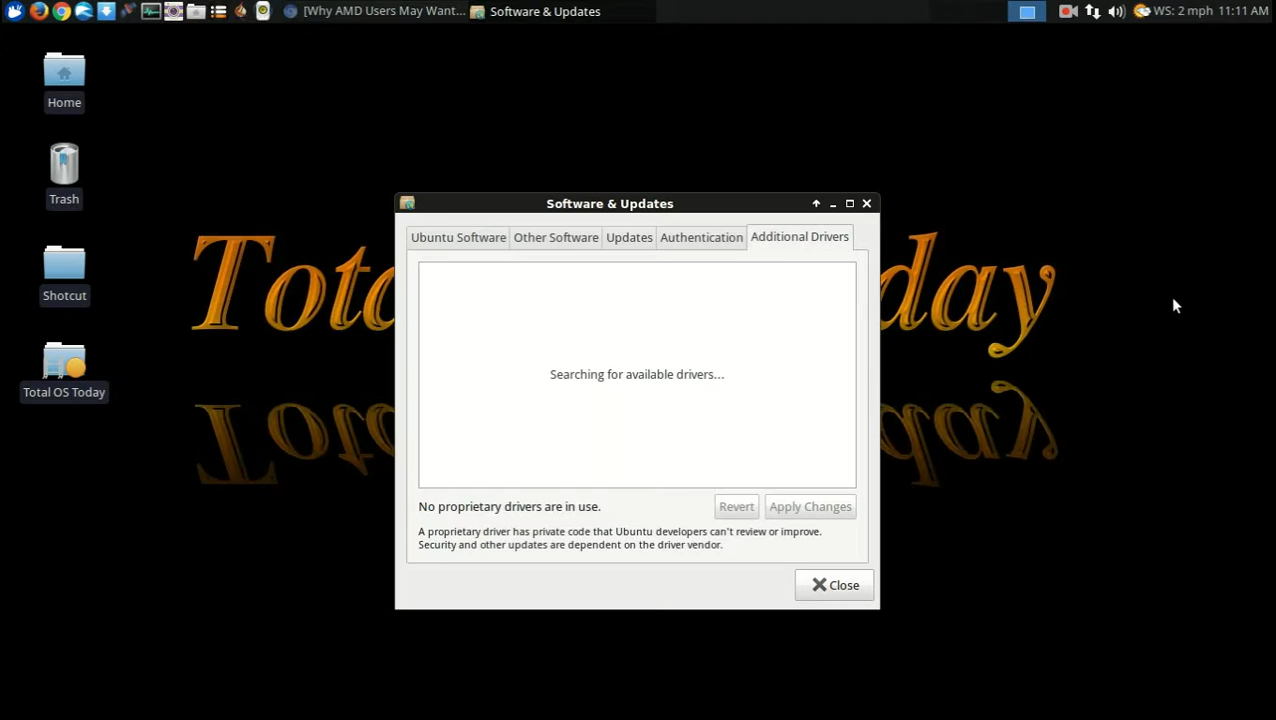 [Why AMD Users May Want...
Software & Updates
WS: 2 mph
11:11 AM
Home
Trash
Shotcut
Total OS Today
Software & Updates
Ubuntu Software
Other Software
Updates
Authentication
Additional Drivers
Searching for available drivers...
No proprietary drivers are in use.
Revert
Apply Changes
A proprietary driver has private code that Ubuntu developers can't review or improve.
Security and other updates are dependent on the driver vendor.
Close